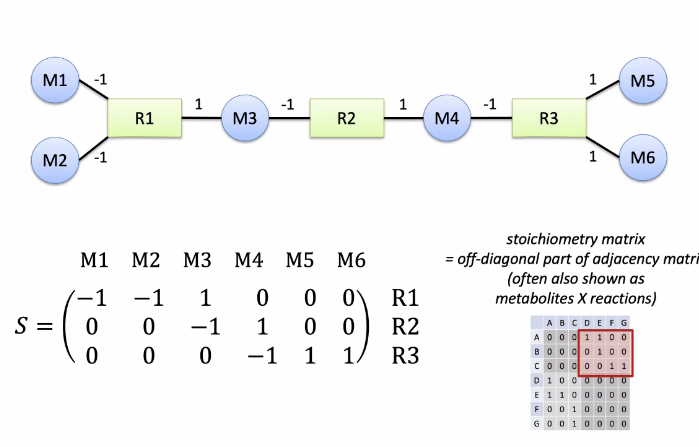 M1 -1 1 M5
R1 1 M3 -1 R2 1 M4 -1 R3
M2 -1 1 M6
stoichiometry matrix
= off-diagonal part of adjacency matri
(often also shown as
metabolites X reactions)
M1 M2 M3 M4 M5 M6
S = ( −1 −1 1 0 0 0 ) R1
0 0 −1 1 0 0 R2
0 0 0 −1 1 1 R3
A B C D E F G
A 0 0 0 1 1 0 0
B 0 0 0 0 1 0 0
C 0 0 0 0 0 1 1
D 1 0 0 0 0 0 0
E 1 1 0 0 0 0 0
F 0 0 1 0 0 0 0
G 0 0 1 0 0 0 0